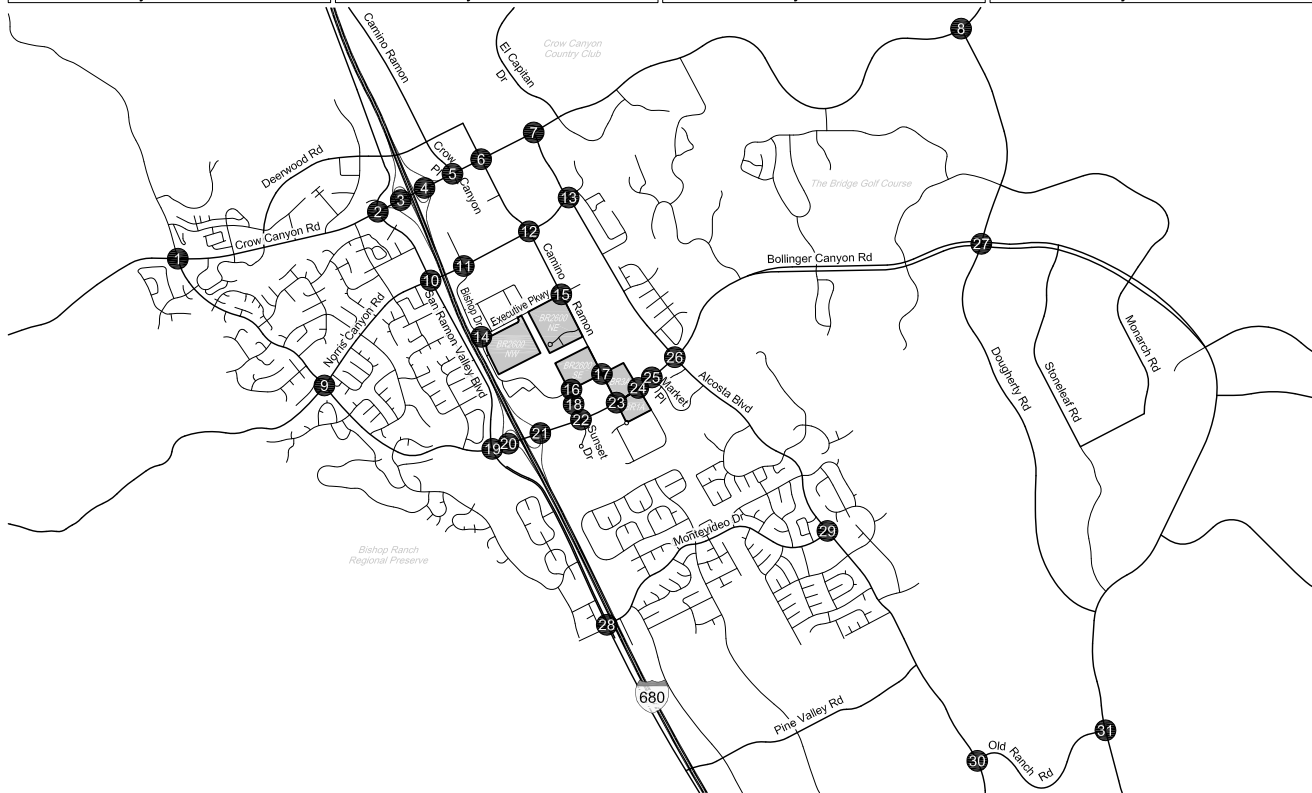 8
Camino Ramon
El Capitan
Dr
Crow Canyon
Country Club
7
Deerwood Rd
Crow
Canyon
Pl
6
5
4
3
2
13
The Bridge Golf Course
Crow Canyon Rd
12
1
27
Bollinger Canyon Rd
11
10
Camino
Ramon
Bishop Dr
Executive Pkwy
15
BR2600
NE
San Ramon Valley Blvd
Norris Canyon Rd
14
BR2600
NW
Monarch Rd
Dougherty Rd
Stoneleaf Rd
26
17
25
9
24
16
Market
Pl
Alcosta Blvd
18
23
22
21
20
19
Sunset
Dr
Montevideo Dr
29
Bishop Ranch
Regional Preserve
28
680
Pine Valley Rd
31
30
Old Ranch
Rd